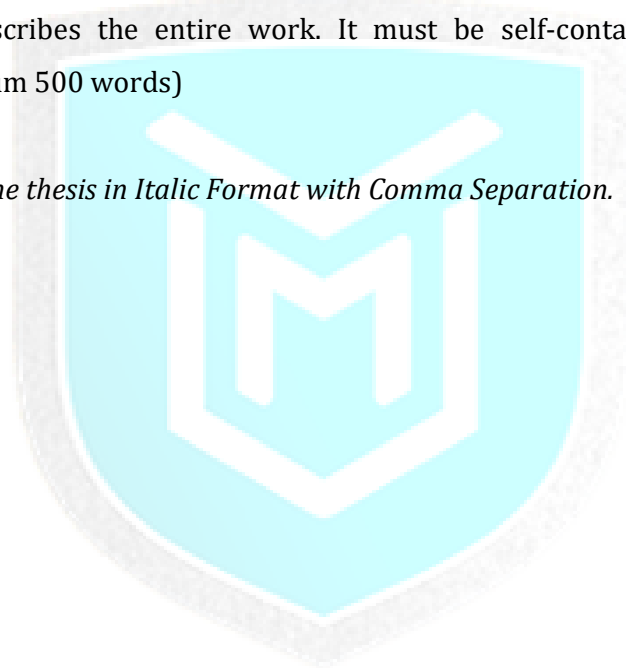 scribes the entire work. It must be self-conta
um 500 words)
he thesis in Italic Format with Comma Separation.